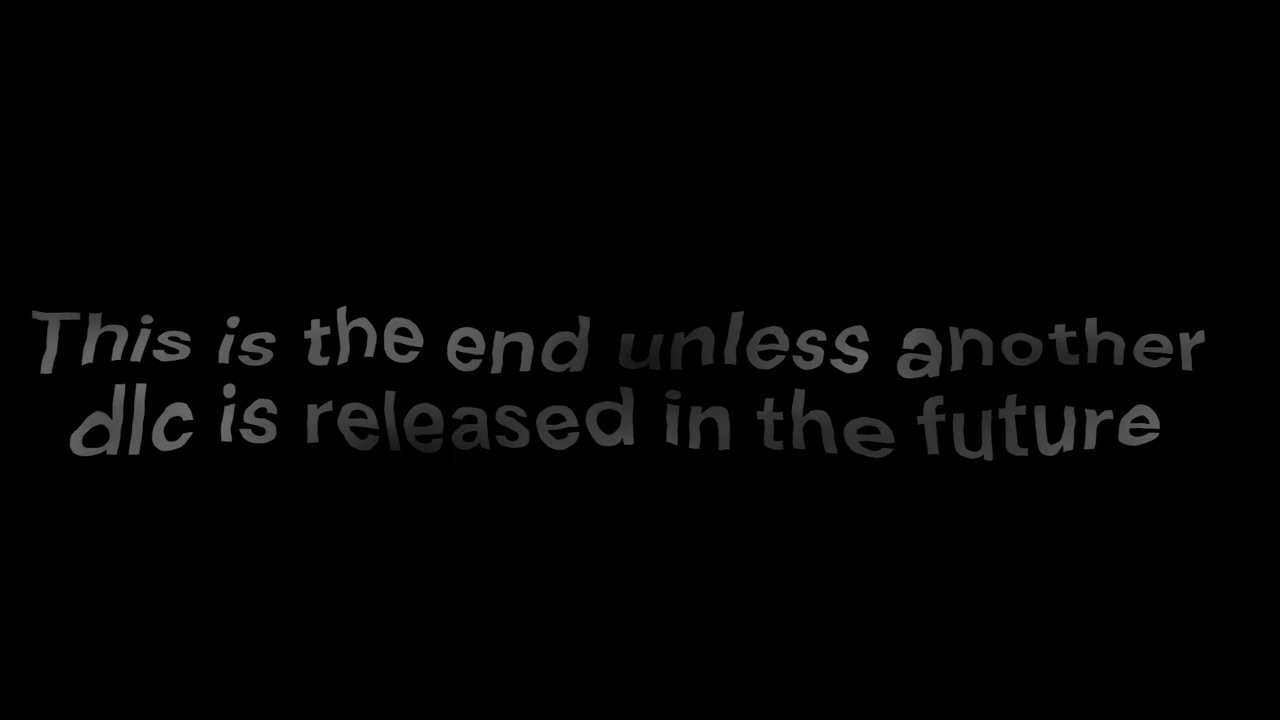 This is the end unless another
dlc is released in the future